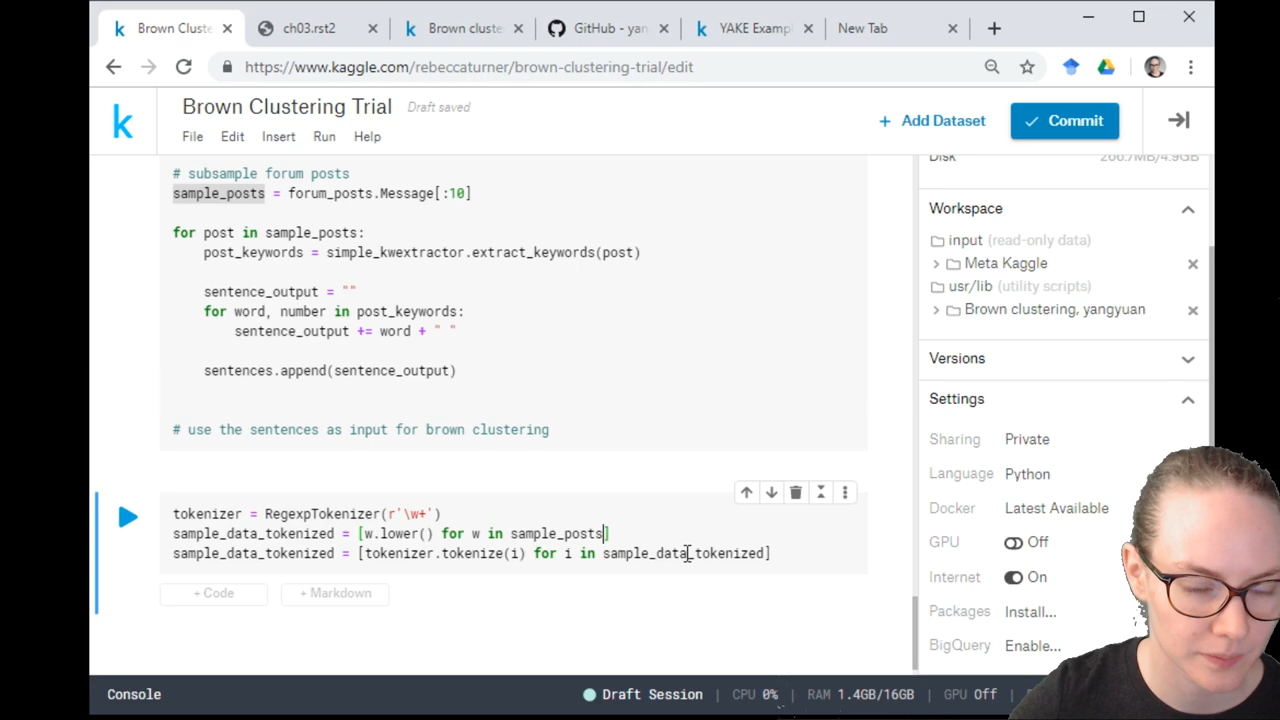 Brown Cluste
ch03.rst2
Brown cluste
GitHub - yan
YAKE Exampl
New Tab
https://www.kaggle.com/rebeccaturner/brown-clustering-trial/edit
k
Brown Clustering Trial
Draft saved
File Edit Insert Run Help
+ Add Dataset
Commit
# subsample forum posts
sample_posts = forum_posts.Message[:10]
for post in sample_posts:
post_keywords = simple_kwextractor.extract_keywords(post)
sentence_output = ""
for word, number in post_keywords:
sentence_output += word + " "
sentences.append(sentence_output)
# use the sentences as input for brown clustering
tokenizer = RegexpTokenizer(r'\w+')
sample_data_tokenized = [w.lower() for w in sample_posts]
sample_data_tokenized = [tokenizer.tokenize(i) for i in sample_data_tokenized]
+ Code
+ Markdown
Disk 266.7MB/4.9GB
Workspace
input (read-only data)
Meta Kaggle
usr/lib (utility scripts)
Brown clustering, yangyuan
Versions
Settings
Sharing Private
Language Python
Docker Latest Available
GPU Off
Internet On
Packages Install...
BigQuery Enable...
Console
Draft Session
CPU 0%
RAM 1.4GB/16GB
GPU Off